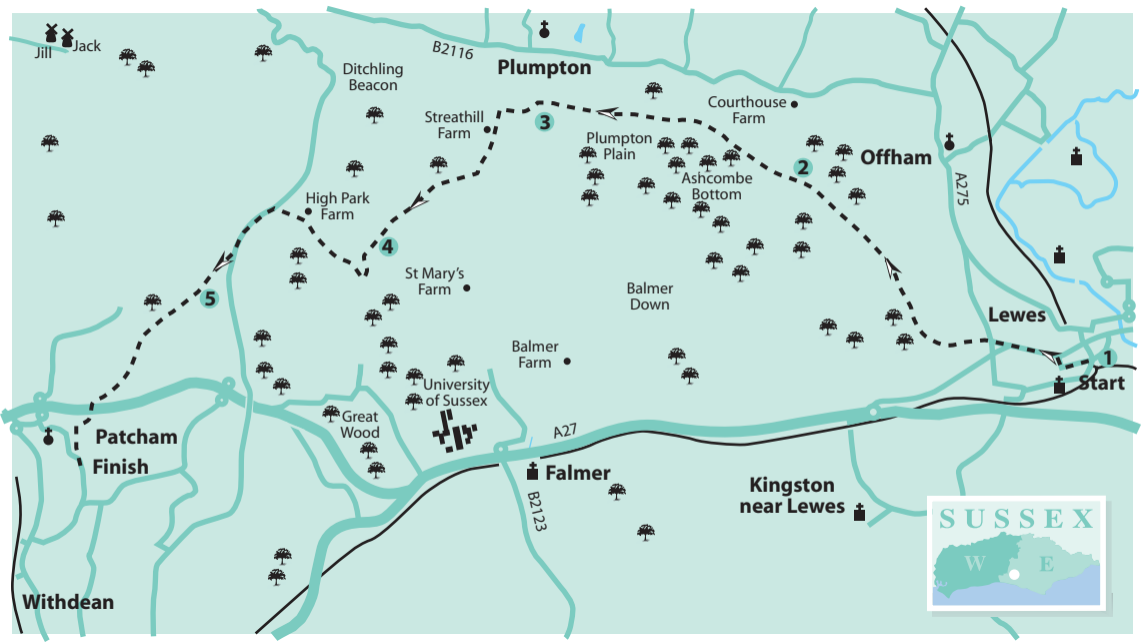 Jill
Jack
B2116
Plumpton
Ditchling
Beacon
Courthouse
Farm
Streathill
Farm
3
Plumpton
Plain
2
Offham
Ashcombe
Bottom
A275
High Park
Farm
4
St Mary's
Farm
5
Balmer
Down
Lewes
Balmer
Farm
1
Start
University
of Sussex
Great
Wood
Patcham
Finish
A27
Falmer
B2123
Kingston
near Lewes
SUSSEX
W
E
Withdean